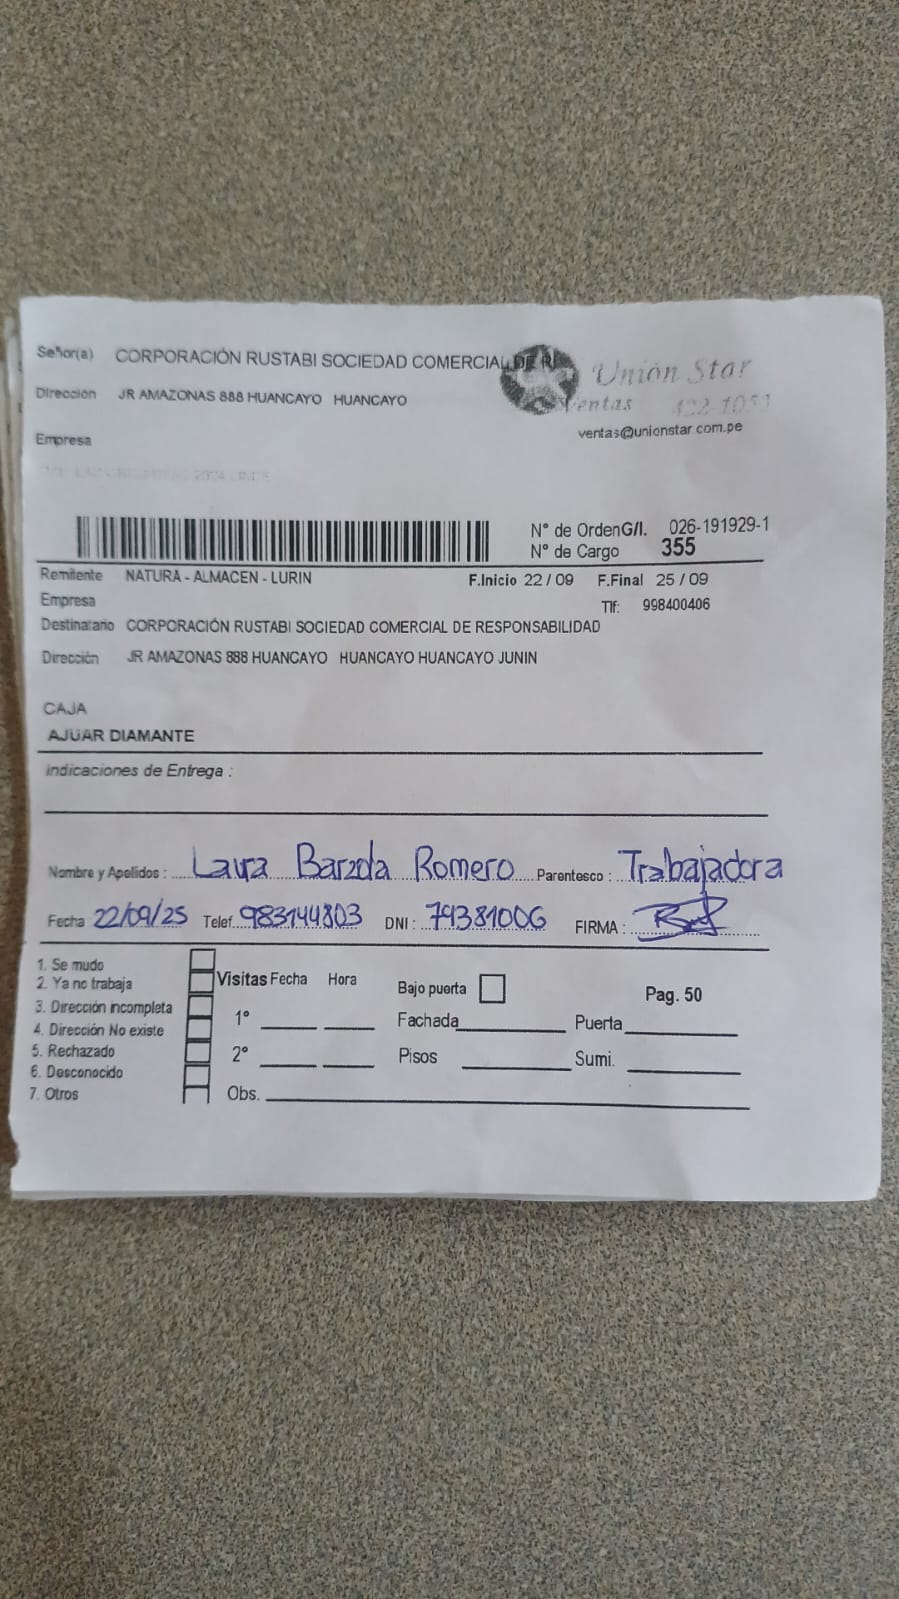 Señor(a) CORPORACIÓN RUSTABI SOCIEDAD COMERCIAL DE R
Unión Star
Dirección JR AMAZONAS 888 HUANCAYO HUANCAYO
Ventas 422-1051
ventas@unionstar.com.pe
Empresa
N° de OrdenG/I. 026-191929-1
N° de Cargo 355
Remitente NATURA - ALMACEN - LURIN F.Inicio 22 / 09 F.Final 25 / 09
Empresa Tlf: 998400406
Destinatario CORPORACIÓN RUSTABI SOCIEDAD COMERCIAL DE RESPONSABILIDAD
Dirección JR AMAZONAS 888 HUANCAYO HUANCAYO HUANCAYO JUNIN
CAJA
AJUAR DIAMANTE
Indicaciones de Entrega :
Nombre y Apellidos : Laura Barzola Romero Parentesco : Trabajadora
Fecha 22/09/25 Telef. 983144803 DNI : FIRMA :
1. Se mudo
2. Ya no trabaja
3. Dirección incompleta
4. Dirección No existe
5. Rechazado
6. Desconocido
7. Otros
Visitas Fecha Hora
1°
2°
Obs.
Bajo puerta
Fachada Puerta
Pisos Sumi.
Pag. 50